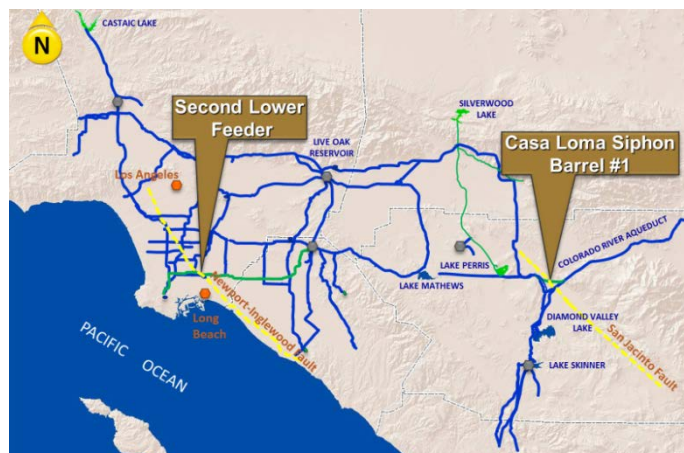 N
CASTAIC LAKE
Second Lower
Feeder
SILVERWOOD
LAKE
LIVE OAK
RESERVOIR
Casa Loma Siphon
Barrel #1
Los Angeles
COLORADO RIVER AQUEDUCT
LAKE PERRIS
LAKE MATHEWS
Newport-Inglewood Fault
Long
Beach
DIAMOND VALLEY
LAKE
San Jacinto Fault
PACIFIC OCEAN
LAKE SKINNER